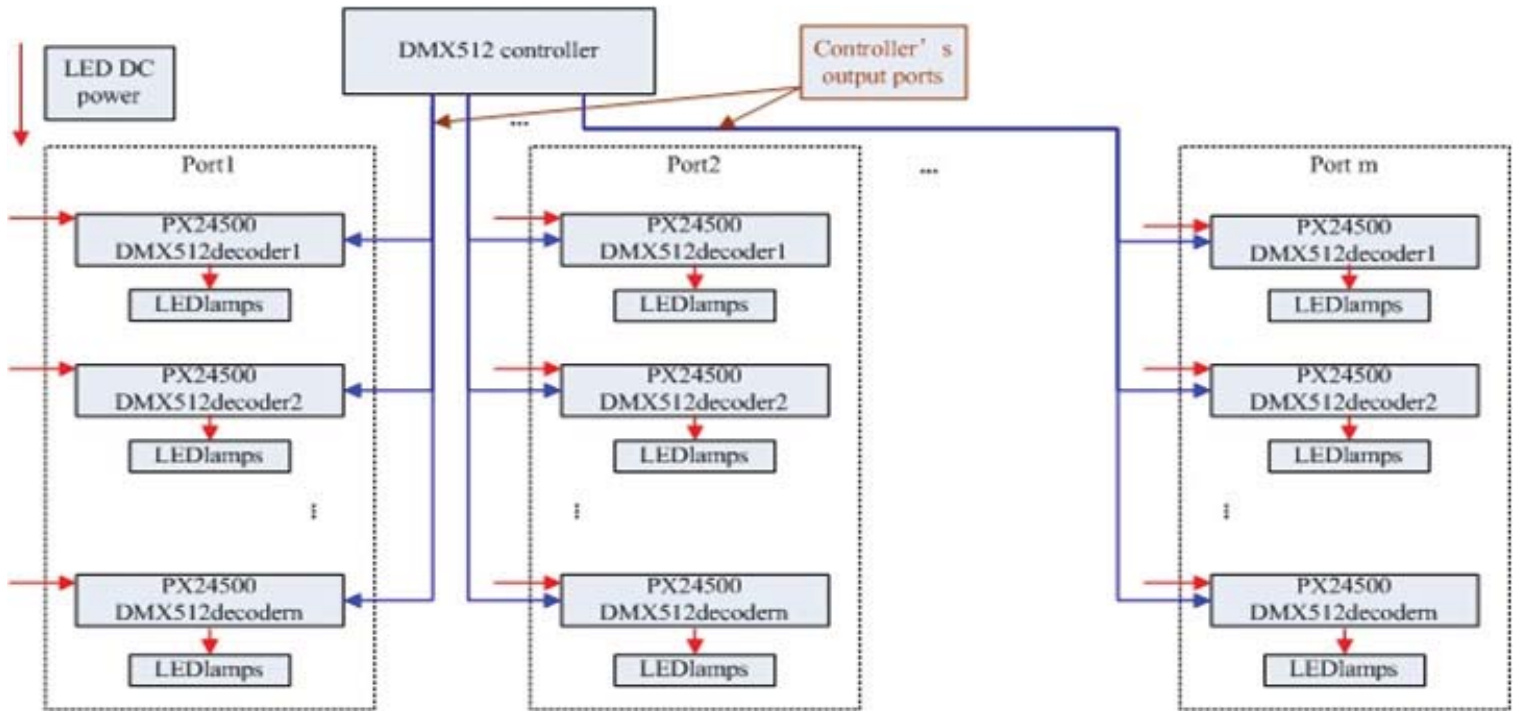 DMX512 controller
Controller’s
output ports
LED DC
power
...
Port1
Port2
...
Port m
PX24500
DMX512decoder1
LEDlamps
PX24500
DMX512decoder2
LEDlamps
...
PX24500
DMX512decodern
LEDlamps
PX24500
DMX512decoder1
LEDlamps
PX24500
DMX512decoder2
LEDlamps
...
PX24500
DMX512decodern
LEDlamps
PX24500
DMX512decoder1
LEDlamps
PX24500
DMX512decoder2
LEDlamps
...
PX24500
DMX512decodern
LEDlamps